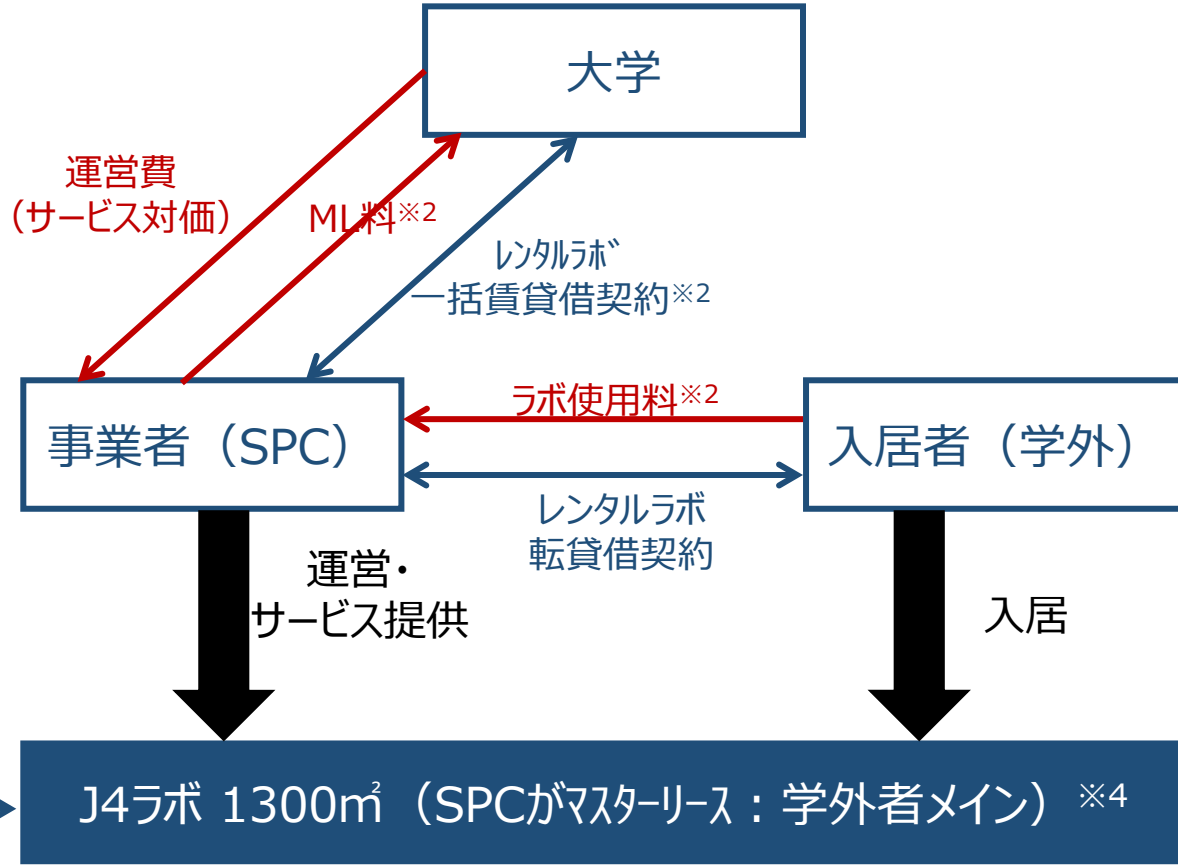 大学
運営費
（サービス対価）
ML料※2
ﾚﾝﾀﾙﾗﾎﾞ
一括賃貸借契約※2
ラボ使用料※2
事業者（SPC）
入居者（学外）
レンタルラボ
転貸借契約
運営・
サービス提供
入居
J4ラボ 1300㎡（SPCがﾏｽﾀｰﾘｰｽ：学外者メイン）※4